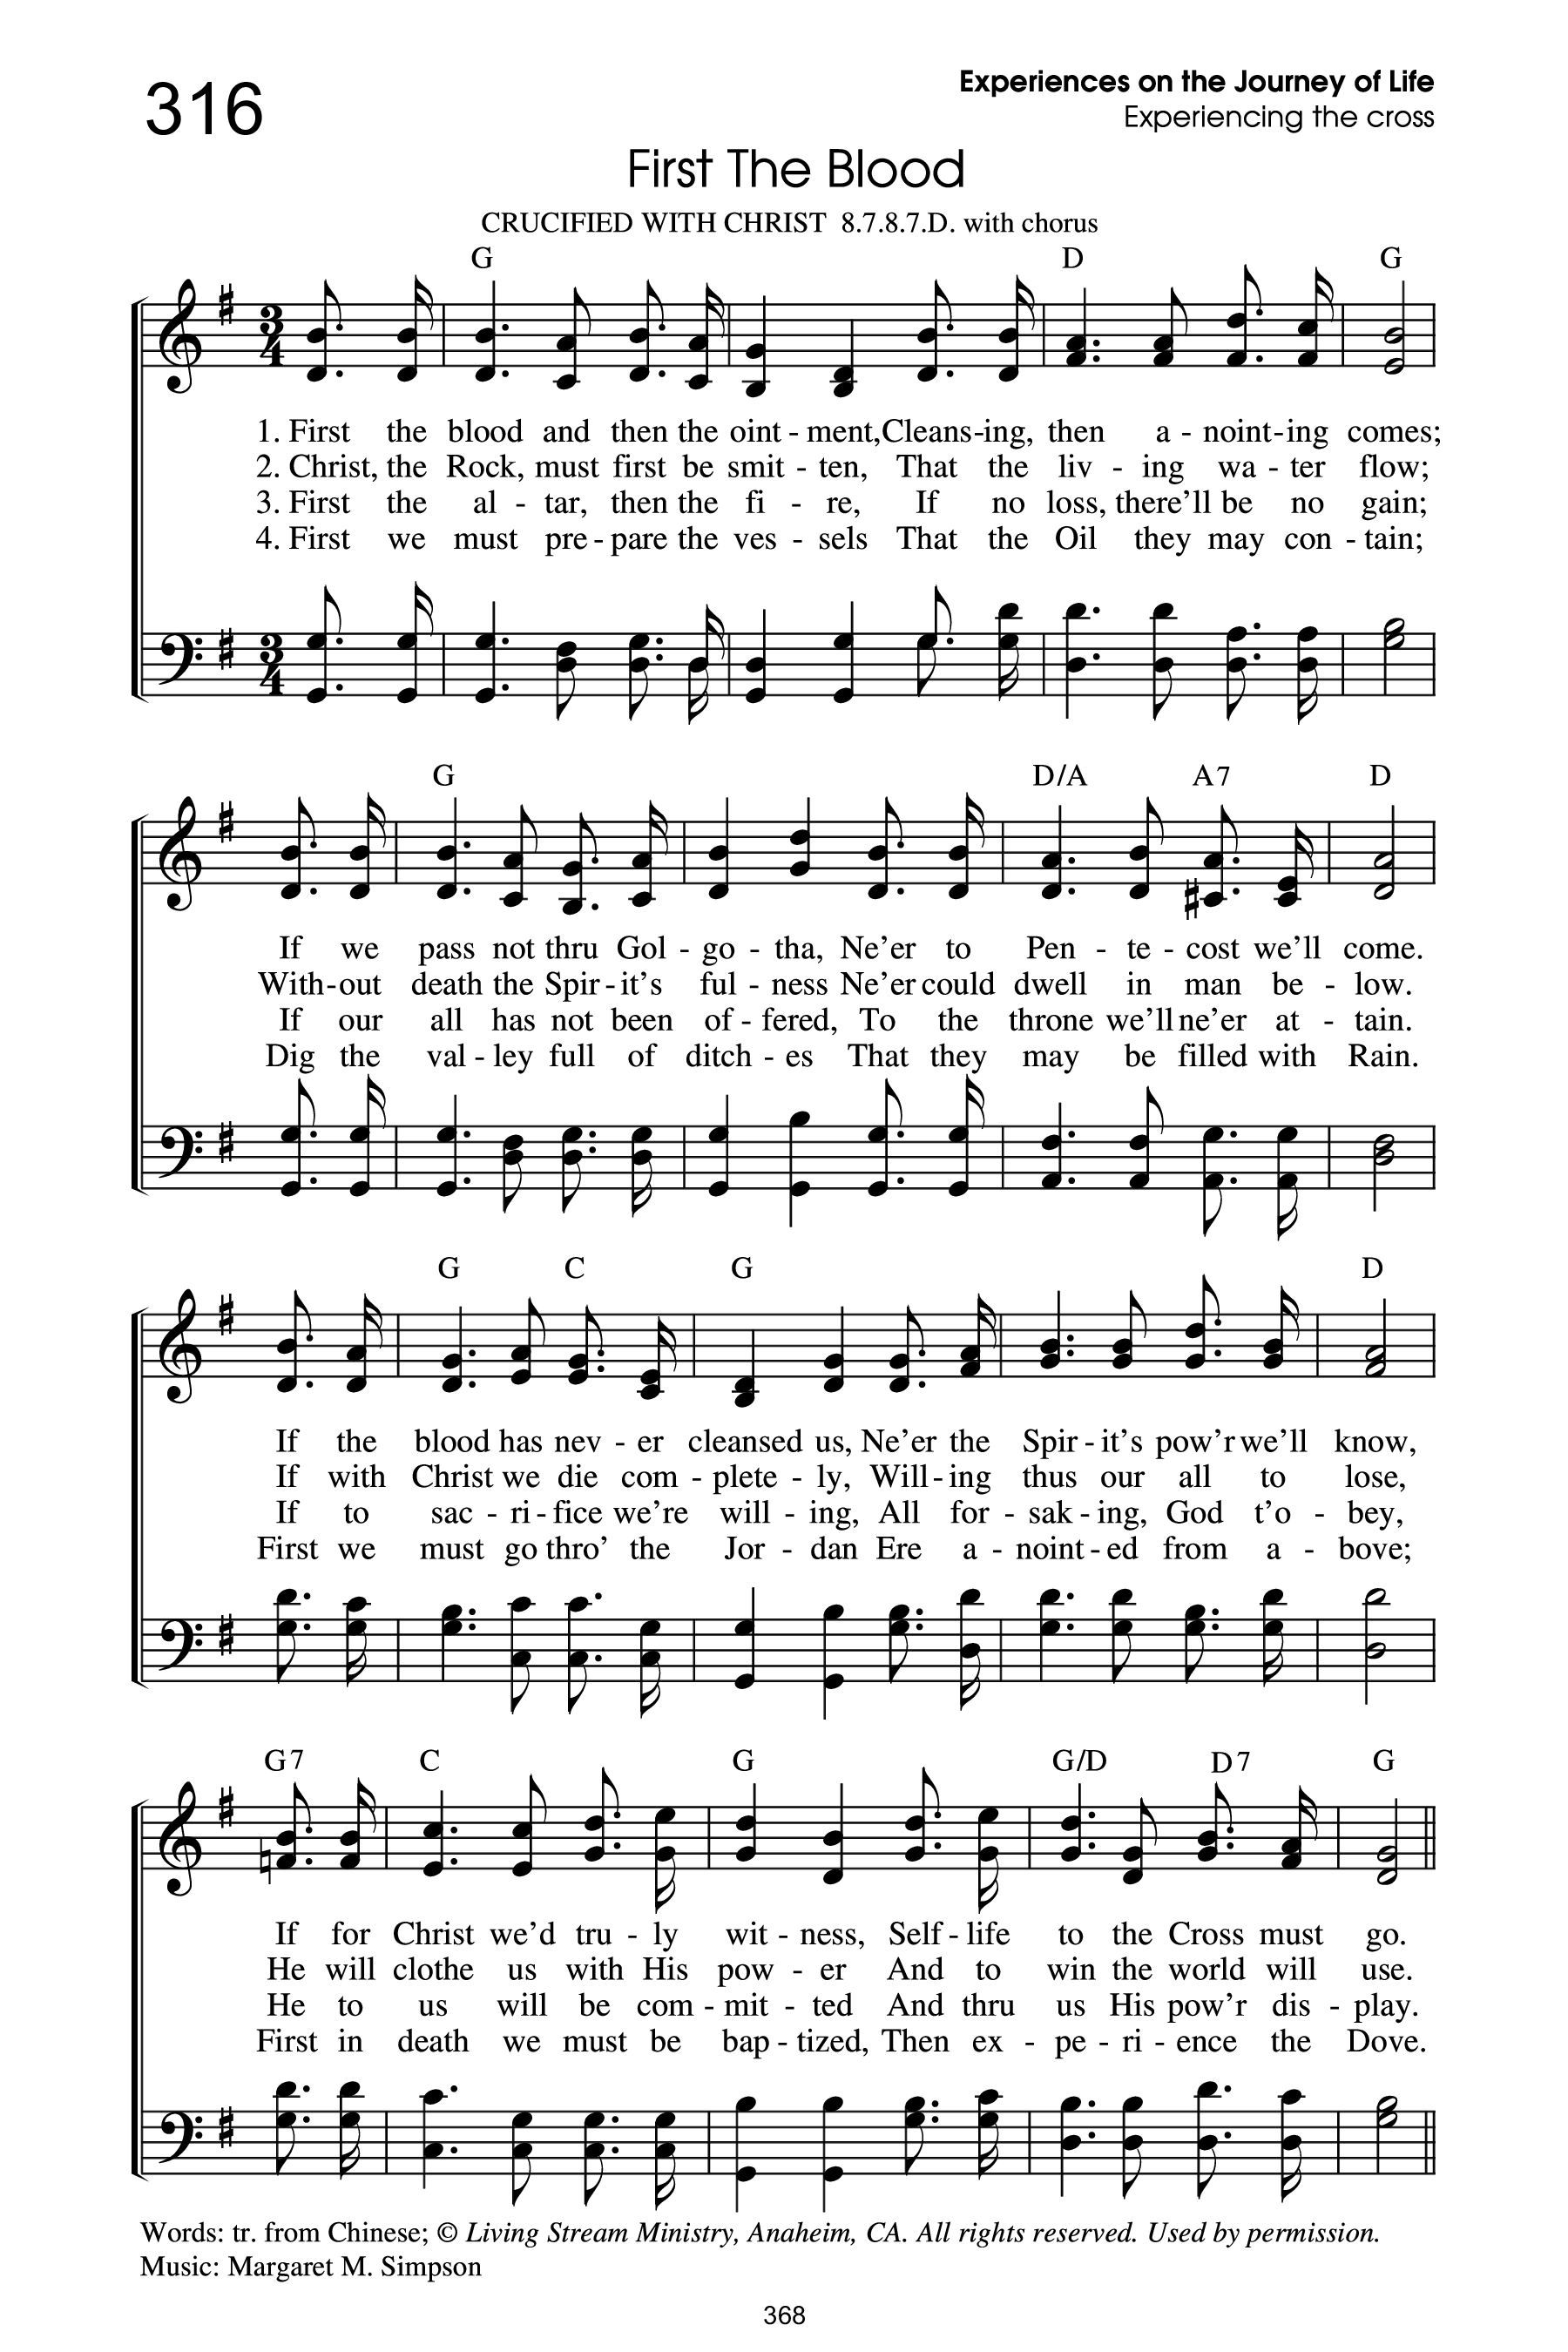 316
Experiences on the Journey of Life
Experiencing the cross
First The Blood
CRUCIFIED WITH CHRIST 8.7.8.7.D. with chorus
G D G
3 4
1. First the blood and then the oint - ment, Cleans - ing, then a - noint - ing comes;
2. Christ, the Rock, must first be smit - ten, That the liv - ing wa - ter flow;
3. First the al - tar, then the fi - re, If no loss, there'll be no gain;
4. First we must pre - pare the ves - sels That the Oil they may con - tain;
3 4
G D/A A7 D
If we pass not thru Gol - go - tha, Ne'er to Pen - te - cost we'll come.
With - out death the Spir - it's ful - ness Ne'er could dwell in man be - low.
If our all has not been of - fered, To the throne we'll ne'er at - tain.
Dig the val - ley full of ditch - es That they may be filled with Rain.
G C G D
If the blood has nev - er cleansed us, Ne'er the Spir - it's pow'r we'll know,
If with Christ we die com - plete - ly, Will - ing thus our all to lose,
If to sac - ri - fice we're will - ing, All for - sak - ing, God t'o - bey,
First we must go thro' the Jor - dan Ere a - noint - ed from a - bove;
G7 C G G/D D7 G
If for Christ we'd tru - ly wit - ness, Self - life to the Cross must go.
He will clothe us with His pow - er And to win the world will use.
He to us will be com - mit - ted And thru us His pow'r dis - play.
First in death we must be bap - tized, Then ex - pe - ri - ence the Dove.
Words: tr. from Chinese; © Living Stream Ministry, Anaheim, CA. All rights reserved. Used by permission.
Music: Margaret M. Simpson
368